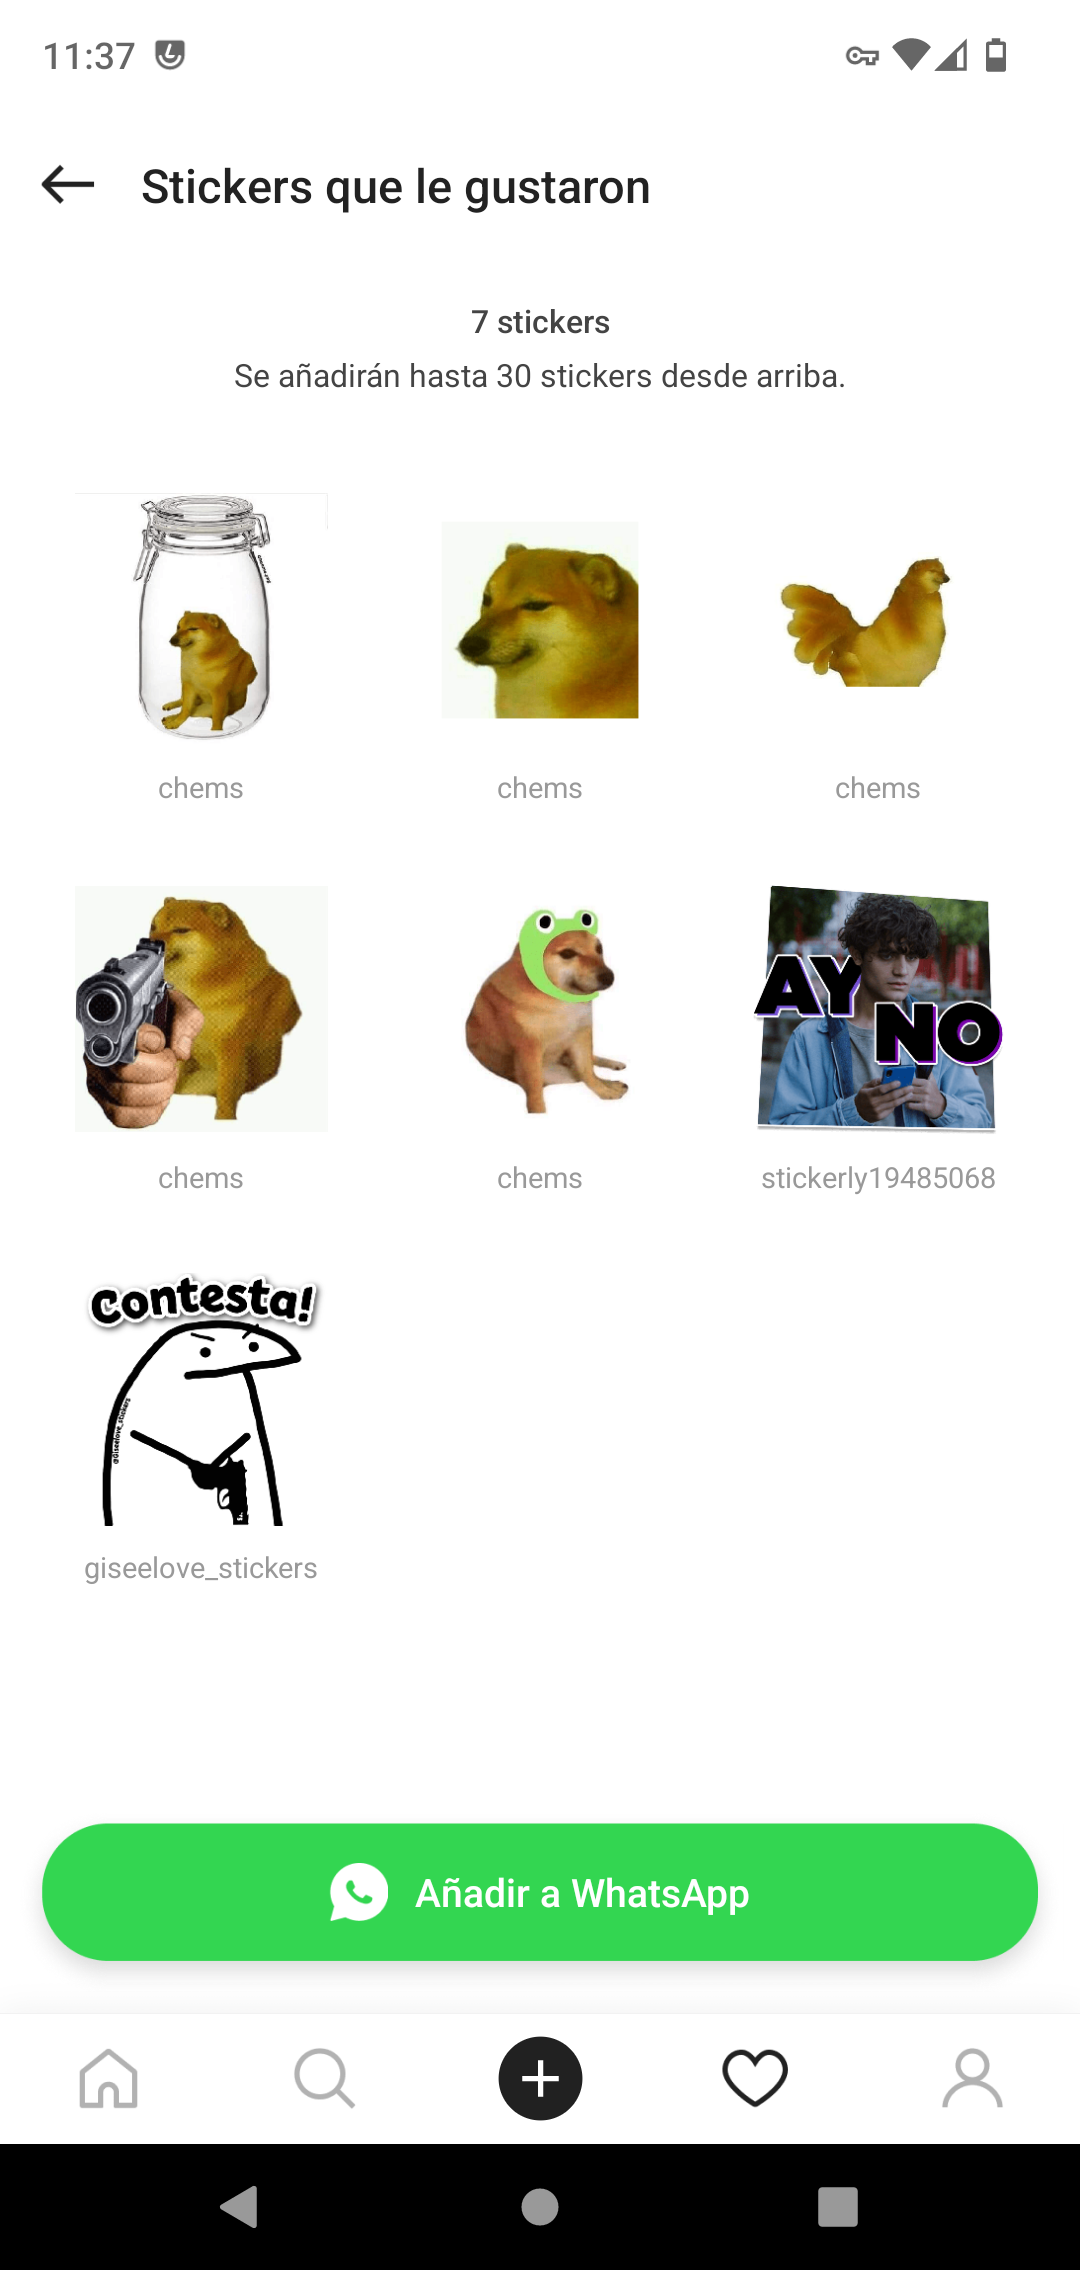 11:37
Stickers que le gustaron
7 stickers
Se añadirán hasta 30 stickers desde arriba.
chems
chems
chems
AY
NO
chems
chems
stickerly19485068
Contesta!
@Giseelove_stickers
giseelove_stickers
Añadir a WhatsApp